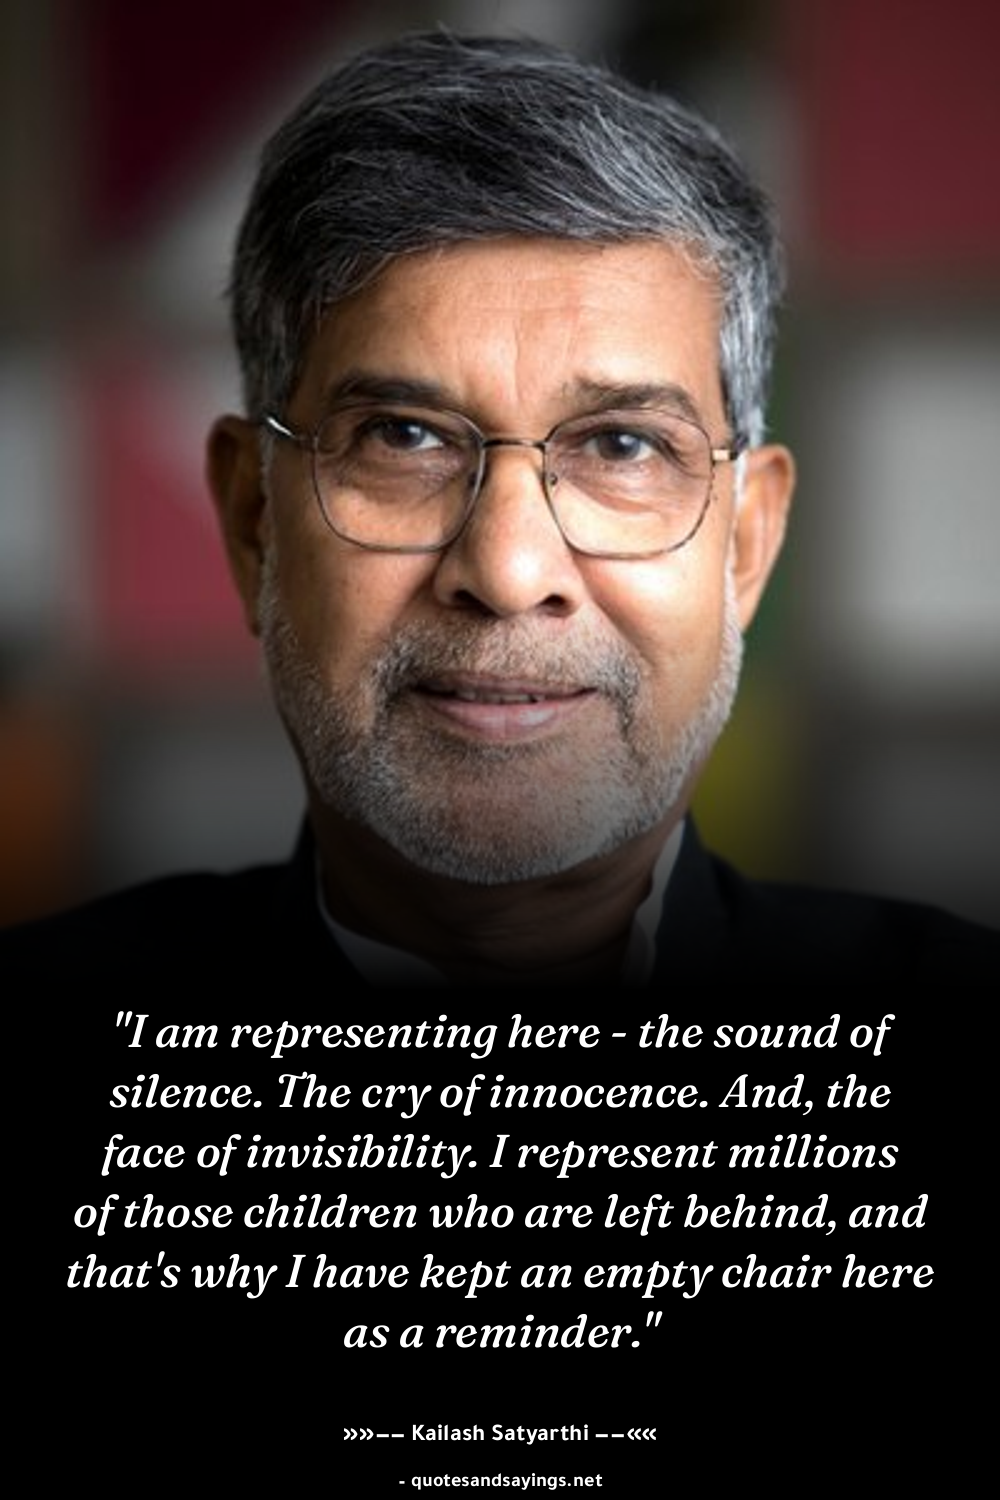 "I am representing here - the sound of
silence. The cry of innocence. And, the
face of invisibility. I represent millions
of those children who are left behind, and
that's why I have kept an empty chair here
as a reminder."
»»–– Kailash Satyarthi ––««
- quotesandsayings.net